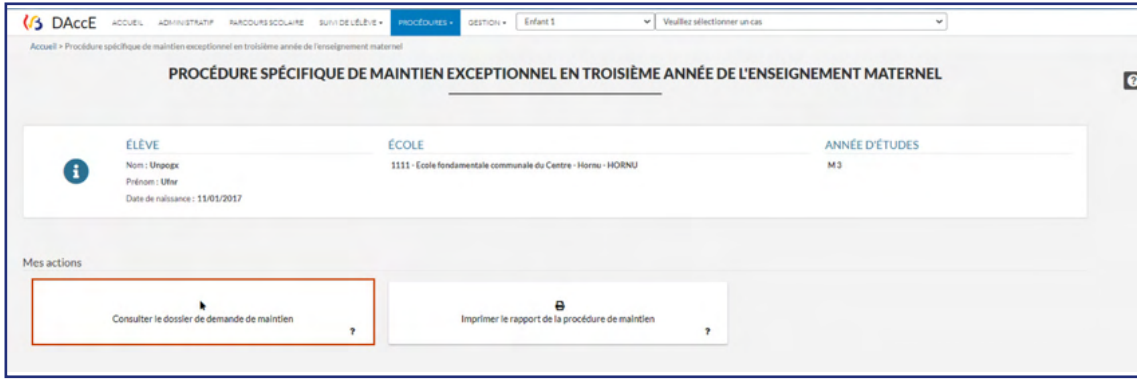 DAccE ACCUEIL ADMINISTRATIF PARCOURS SCOLAIRE SUIVI DE L'ÉLÈVE PROCÉDURES GESTION Enfant 1 Veuillez sélectionner un cas
Accueil > Procédure spécifique de maintien exceptionnel en troisième année de l'enseignement maternel
PROCÉDURE SPÉCIFIQUE DE MAINTIEN EXCEPTIONNEL EN TROISIÈME ANNÉE DE L'ENSEIGNEMENT MATERNEL
?
ÉLÈVE
Nom : Unpogx
Prénom : Ufnr
Date de naissance : 11/01/2017
ÉCOLE
1111 - Ecole fondamentale communale du Centre - Hornu - HORNU
ANNÉE D'ÉTUDES
M 3
Mes actions
Consulter le dossier de demande de maintien
?
Imprimer le rapport de la procédure de maintien
?